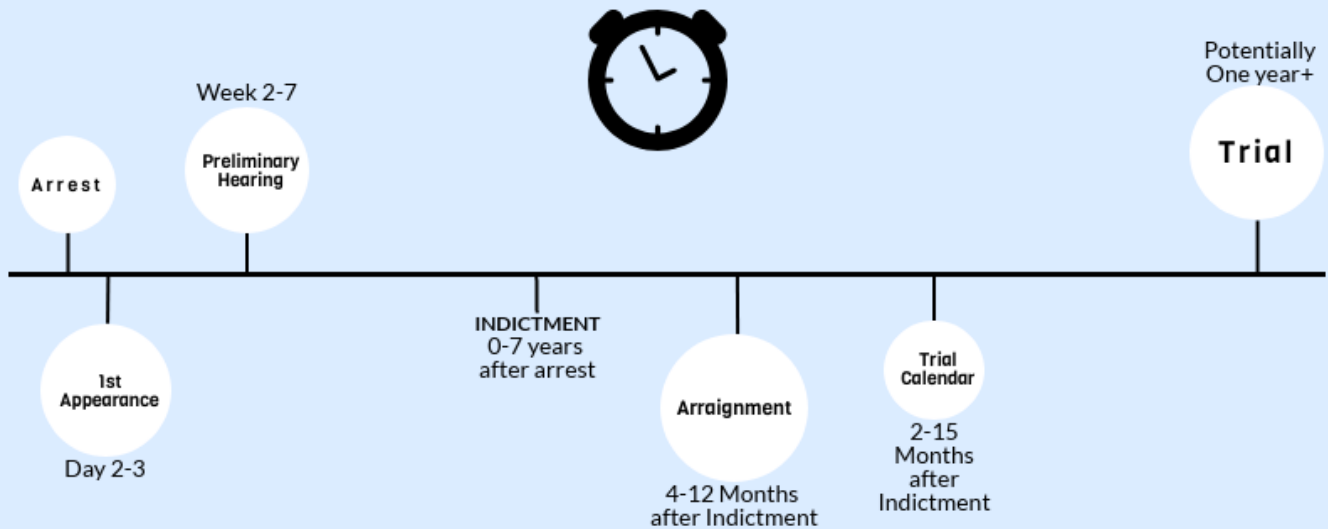 Arrest
1st
Appearance
Day 2-3
Week 2-7
Preliminary
Hearing
INDICTMENT
0-7 years
after arrest
Arraignment
4-12 Months
after Indictment
Trial
Calendar
2-15
Months
after
Indictment
Potentially
One year+
Trial